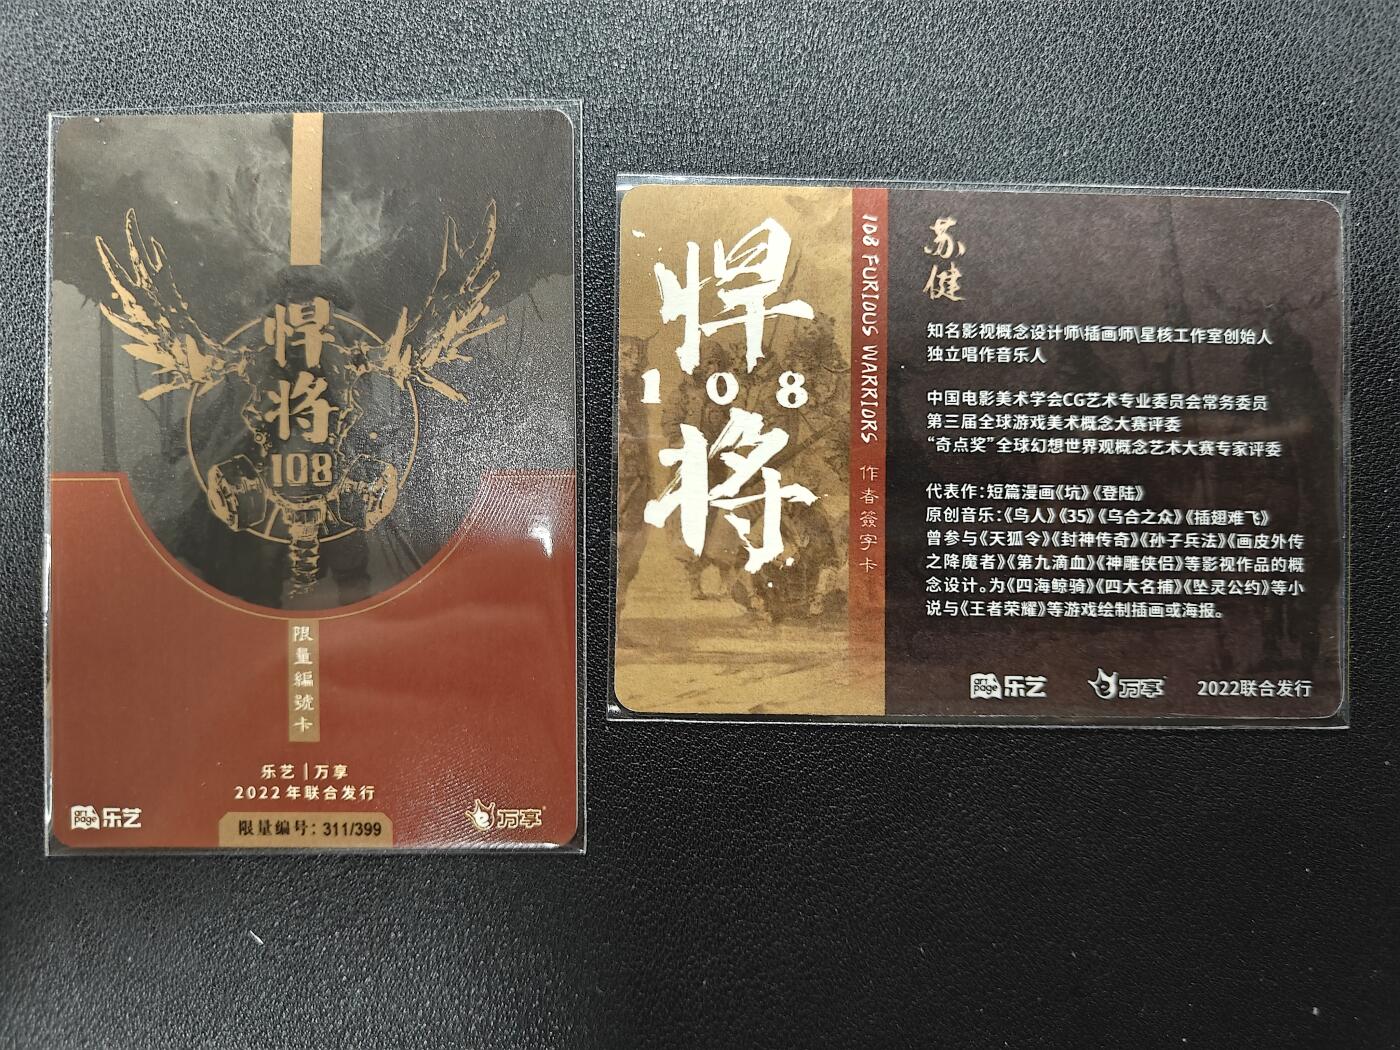 悍将
108
限量編號卡
乐艺|万享
2022年联合发行
art page 乐艺
限量编号：311/399
万享
悍
108
将
108 FURIOUS WARRIORS 作者簽字卡
苏健
知名影视概念设计师\插画师\星核工作室创始人
独立唱作音乐人
中国电影美术学会CG艺术专业委员会常务委员
第三届全球游戏美术概念大赛评委
“奇点奖”全球幻想世界观概念艺术大赛专家评委
代表作：短篇漫画《坑》《登陆》
原创音乐：《鸟人》《35》《乌合之众》《插翅难飞》
曾参与《天狐令》《封神传奇》《孙子兵法》《画皮外传
之降魔者》《第九滴血》《神雕侠侣》等影视作品的概
念设计。为《四海鲸骑》《四大名捕》《坠灵公约》等小
说与《王者荣耀》等游戏绘制插画或海报。
art page 乐艺
万享
2022联合发行